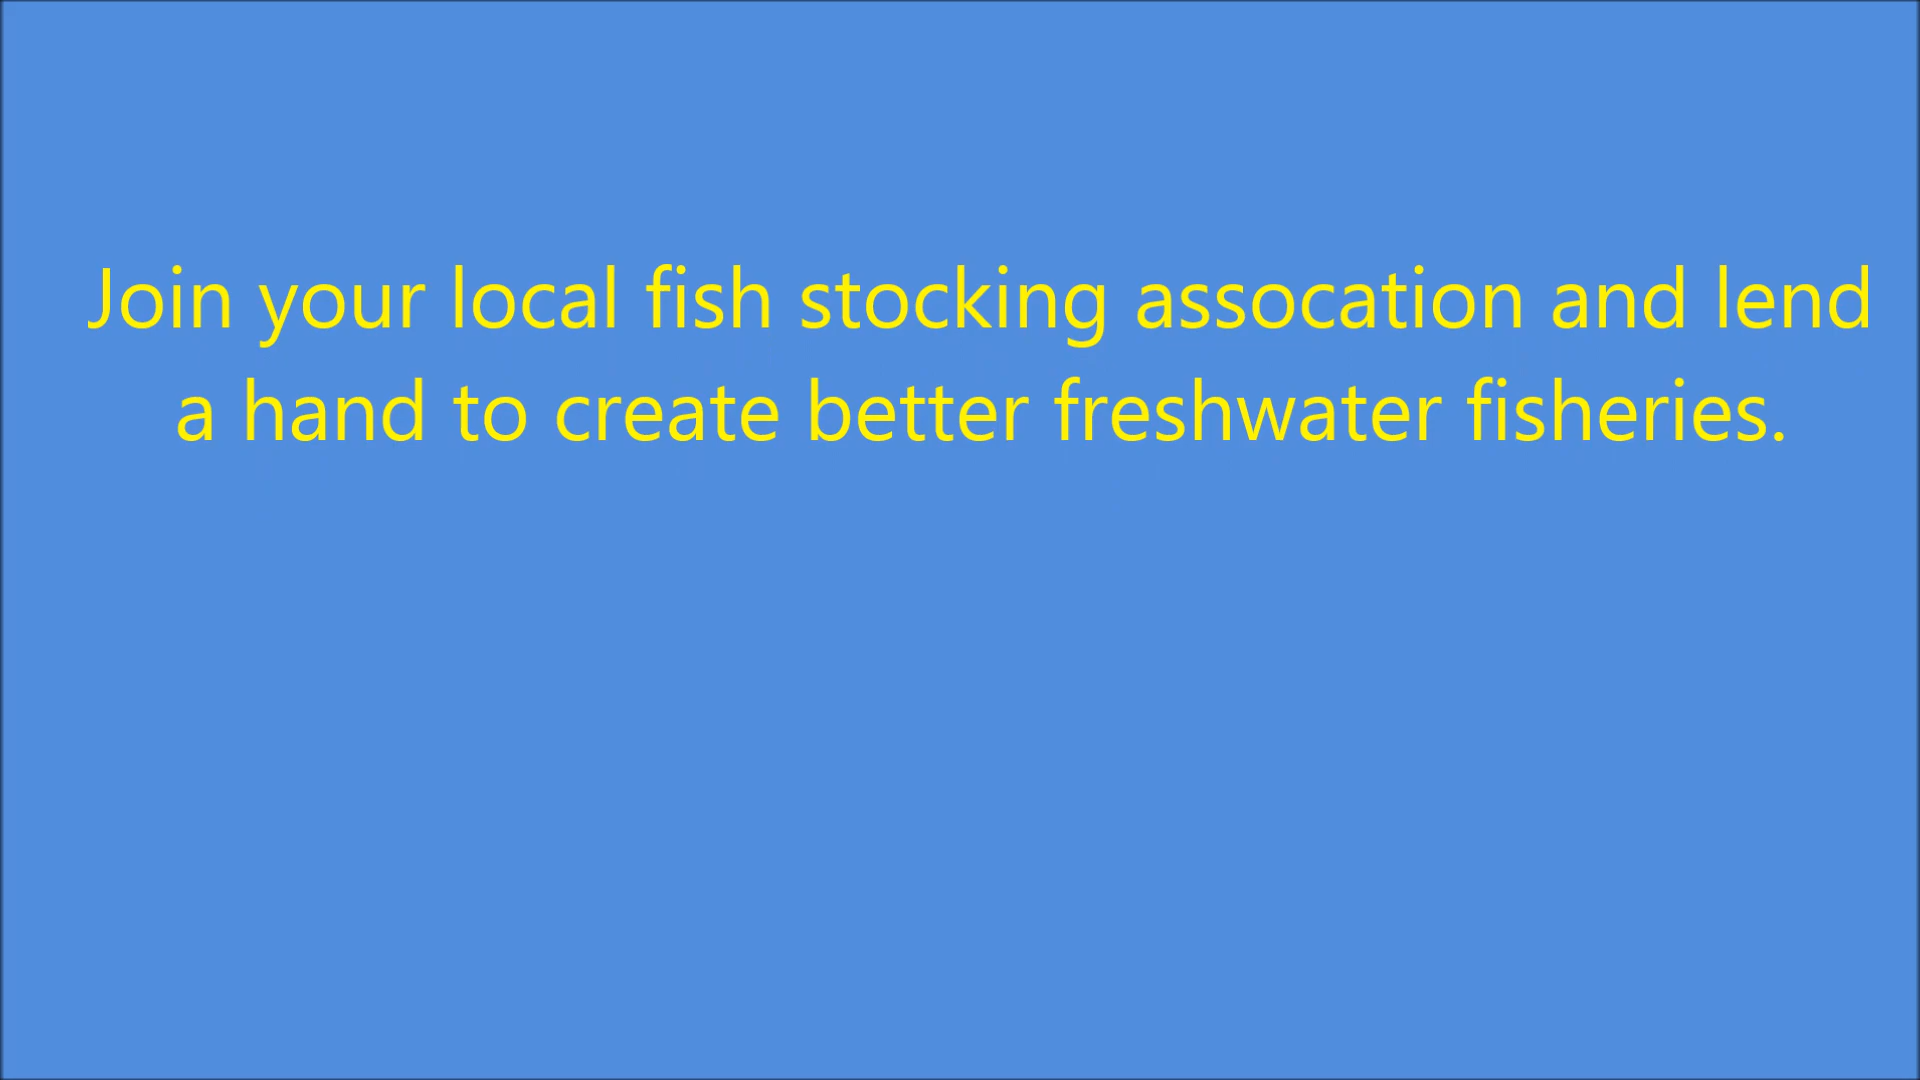 Join your local fish stocking assocation and lend
a hand to create better freshwater fisheries.